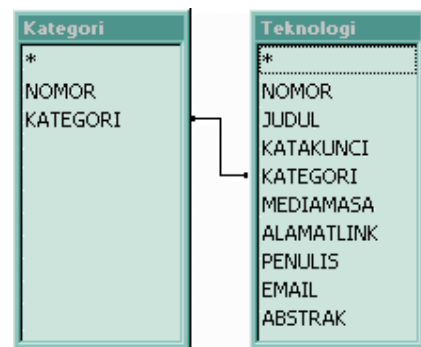 Kategori
*
NOMOR
KATEGORI
Teknologi
*
NOMOR
JUDUL
KATAKUNCI
KATEGORI
MEDIAMASA
ALAMATLINK
PENULIS
EMAIL
ABSTRAK